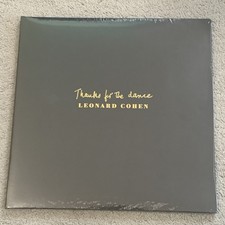 Thanks for the dance
LEONARD COHEN